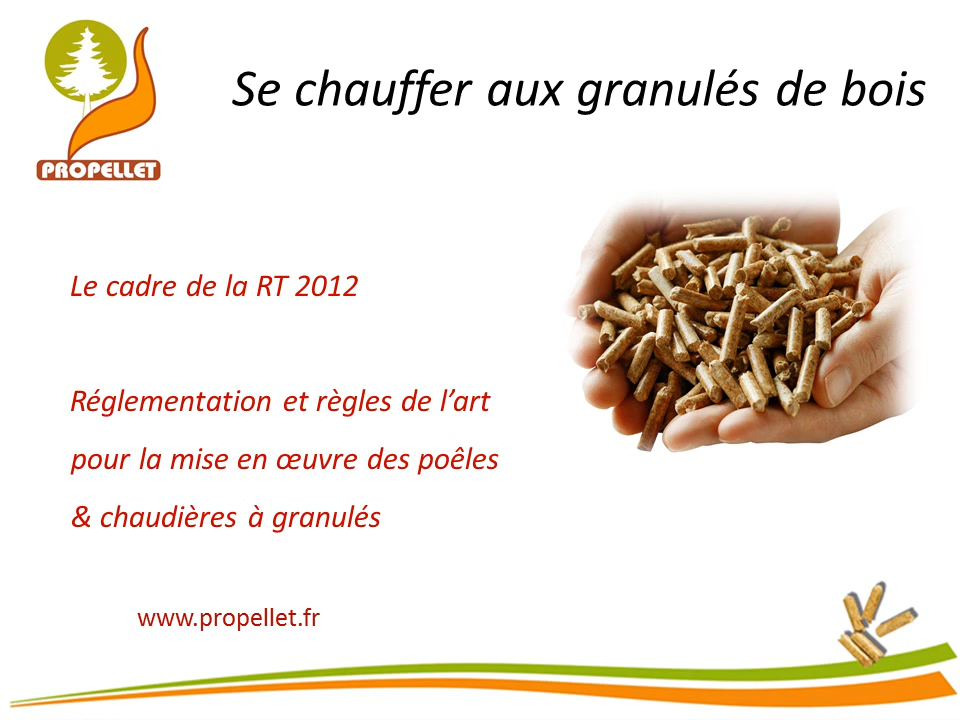 PROPELLET
Se chauffer aux granulés de bois
Le cadre de la RT 2012
Réglementation et règles de l’art
pour la mise en œuvre des poêles
& chaudières à granulés
www.propellet.fr